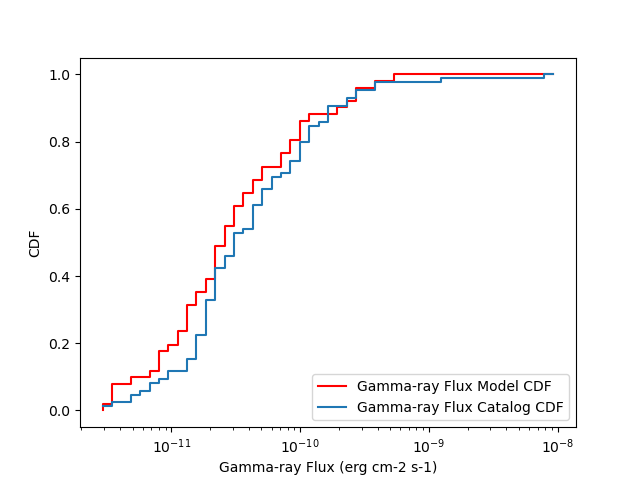 1.0
0.8
0.6
0.4
0.2
0.0
CDF
10⁻¹¹ 10⁻¹⁰ 10⁻⁹ 10⁻⁸
Gamma-ray Flux (erg cm-2 s-1)
Gamma-ray Flux Model CDF
Gamma-ray Flux Catalog CDF